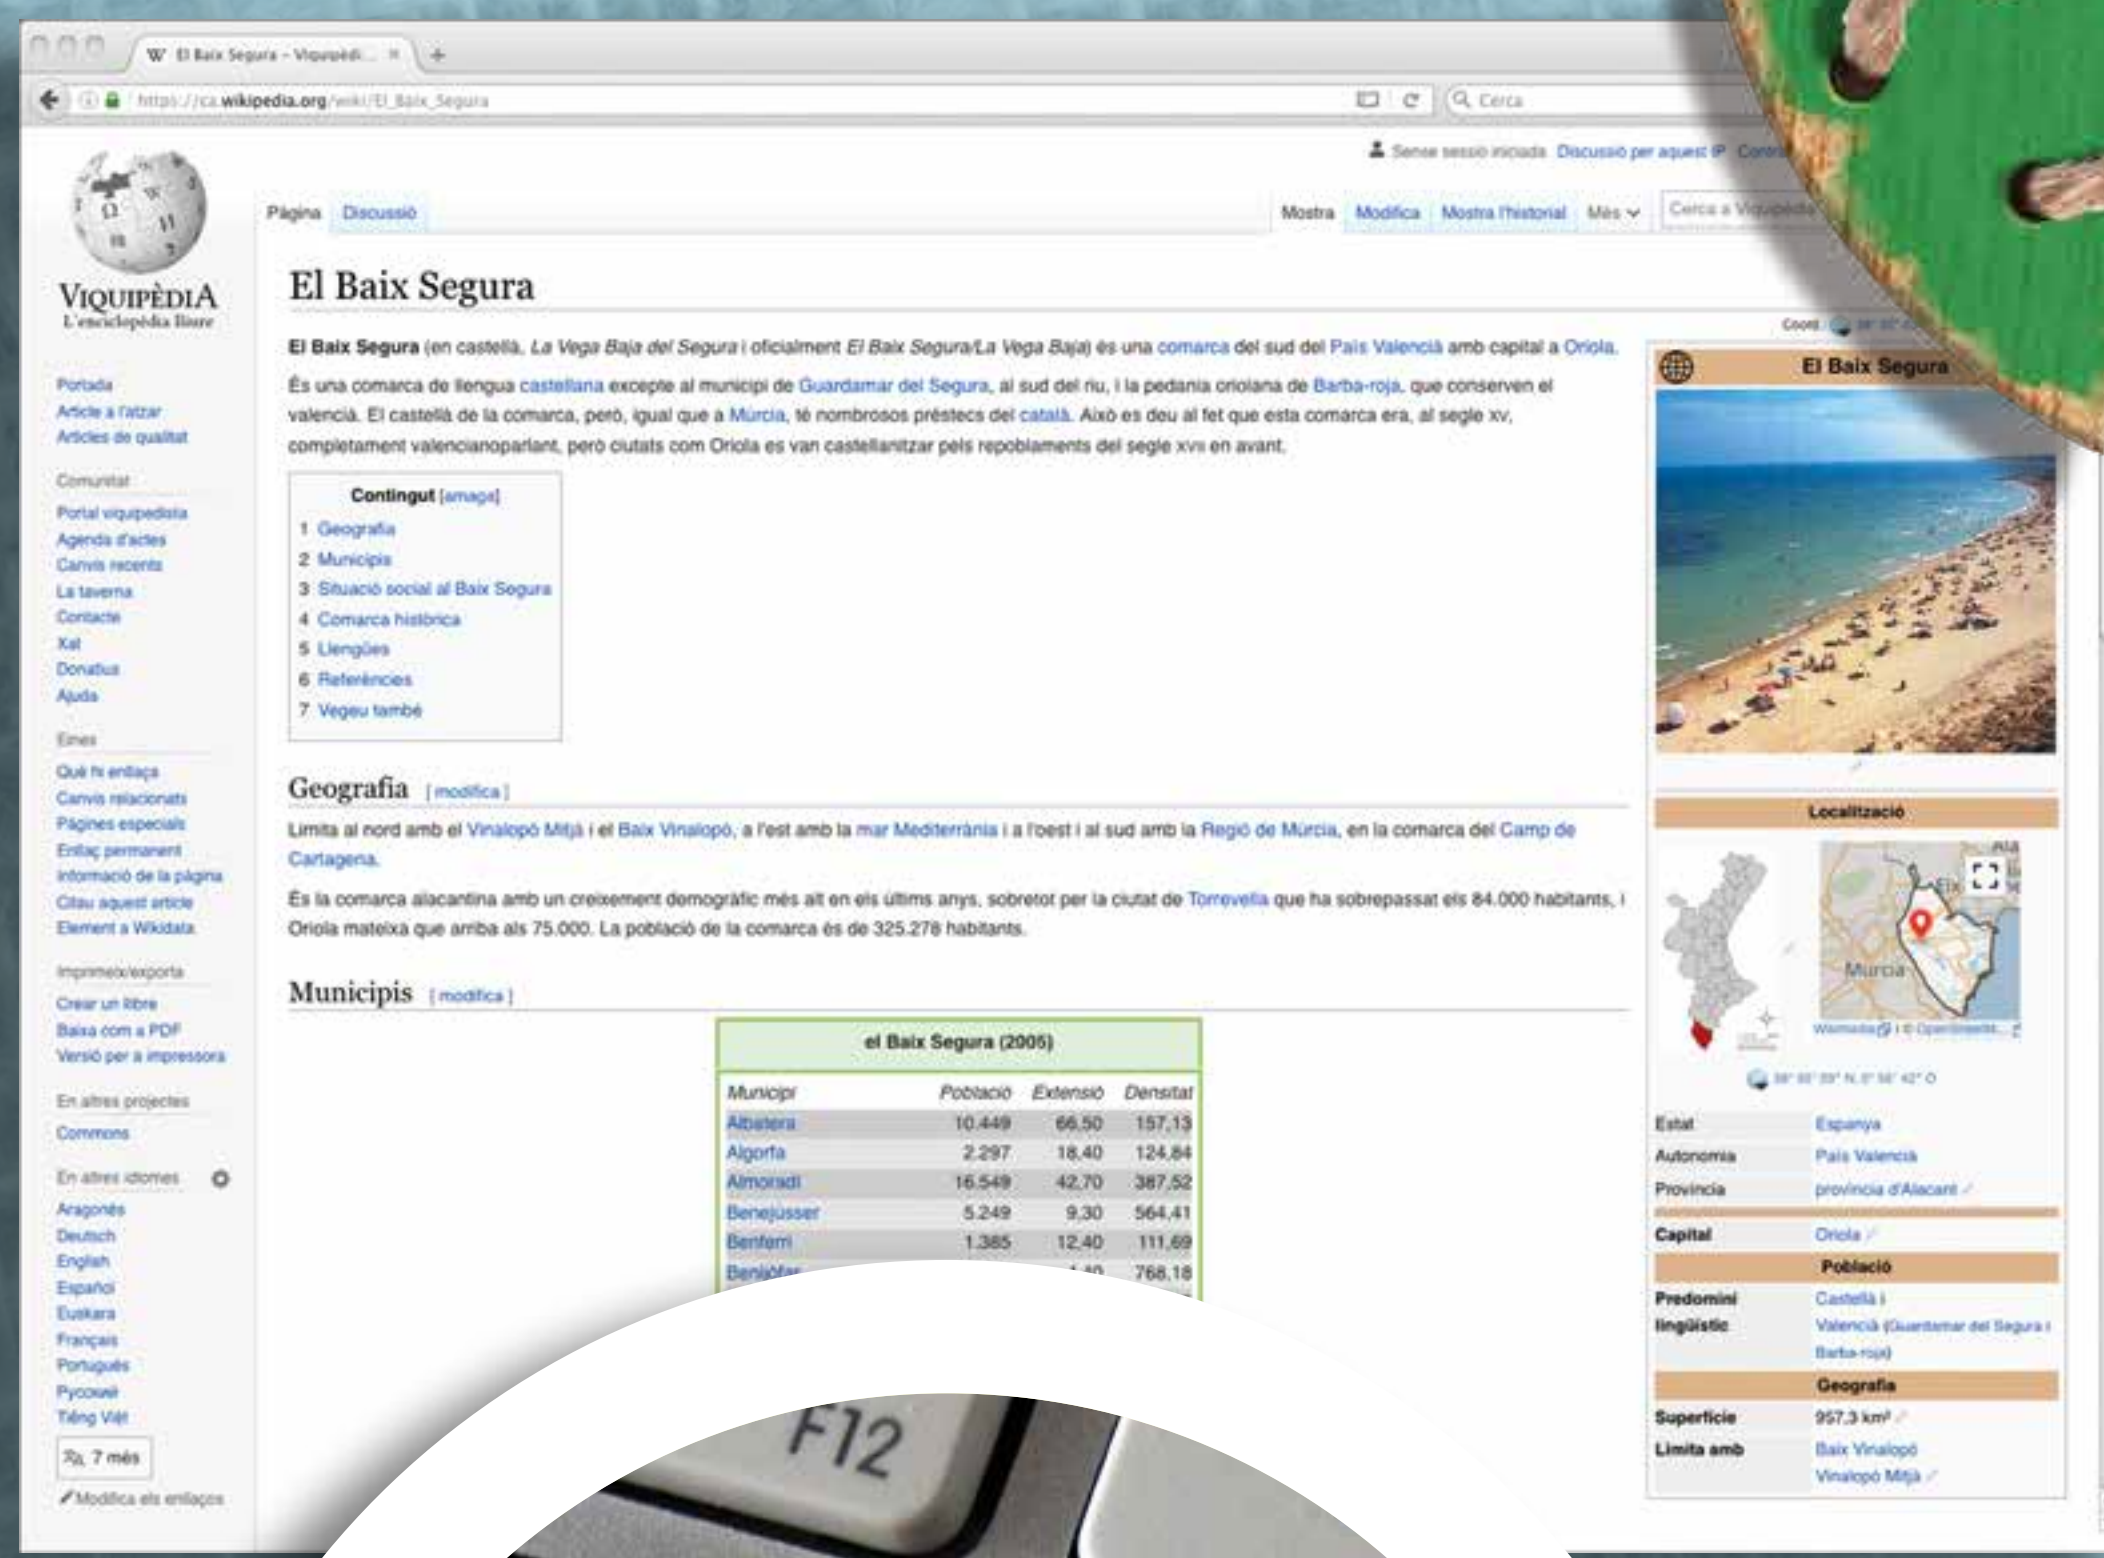 W El Baix Segura – Viquipèdi... × +
https://ca.wikipedia.org/wiki/El_Baix_Segura
Cerca
Sense sessió iniciada Discussió per aquest IP
Pàgina Discussió
Mostra Modifica Mostra l'historial Més Cerca a Viquipèdia
VIQUIPÈDIA
L'enciclopèdia lliure
Portada
Article a l'atzar
Articles de qualitat
Comunitat
Portal viquipedista
Agenda d'actes
Canvis recents
La taverna
Contacte
Xat
Donatius
Ajuda
Eines
Què hi enllaça
Canvis relacionats
Pàgines especials
Enllaç permanent
Informació de la pàgina
Citau aquest article
Element a Wikidata
Imprimeix/exporta
Crear un llibre
Baixa com a PDF
Versió per a impressora
En altres projectes
Commons
En altres idiomes
Aragonés
Deutsch
English
Español
Euskara
Français
Português
Русский
Tiếng Việt
7 més
Modifica els enllaços
El Baix Segura
El Baix Segura (en castellà, La Vega Baja del Segura i oficialment El Baix Segura/La Vega Baja) és una comarca del sud del País Valencià amb capital a Oriola.
És una comarca de llengua castellana excepte al municipi de Guardamar del Segura, al sud del riu, i la pedania oriolana de Barba-roja, que conserven el
valencià. El castellà de la comarca, però, igual que a Múrcia, té nombrosos préstecs del català. Això es deu al fet que esta comarca era, al segle XV,
completament valencianoparlant, però ciutats com Oriola es van castellanitzar pels repoblaments del segle XVII en avant.
Contingut [amaga]
1 Geografia
2 Municipis
3 Situació social al Baix Segura
4 Comarca històrica
5 Llengües
6 Referències
7 Vegeu també
Geografia [modifica]
Limita al nord amb el Vinalopó Mitjà i el Baix Vinalopó, a l'est amb la mar Mediterrània i a l'oest i al sud amb la Regió de Múrcia, en la comarca del Camp de
Cartagena.
És la comarca alacantina amb un creixement demogràfic més alt en els últims anys, sobretot per la ciutat de Torrevella que ha sobrepassat els 84.000 habitants, i
Oriola mateixa que arriba als 75.000. La població de la comarca és de 325.278 habitants.
Municipis [modifica]
el Baix Segura (2005)
Municipi Població Extensió Densitat
Albatera 10.449 66,50 157,13
Algorfa 2.297 18,40 124,84
Almoradí 16.549 42,70 387,52
Benejússer 5.249 9,30 564,41
Benferri 1.385 12,40 111,69
Benijófar 768,18
Coord.
El Baix Segura
Localització
Elx
Murcia
Wikimedia | © OpenStreetM...
Estat Espanya
Autonomia País Valencià
Província província d'Alacant
Capital Oriola
Població
Predomini Castellà i
lingüístic Valencià (Guardamar del Segura i
Barba-roja)
Geografia
Superfície 957,3 km²
Limita amb Baix Vinalopó
Vinalopó Mitjà
F12